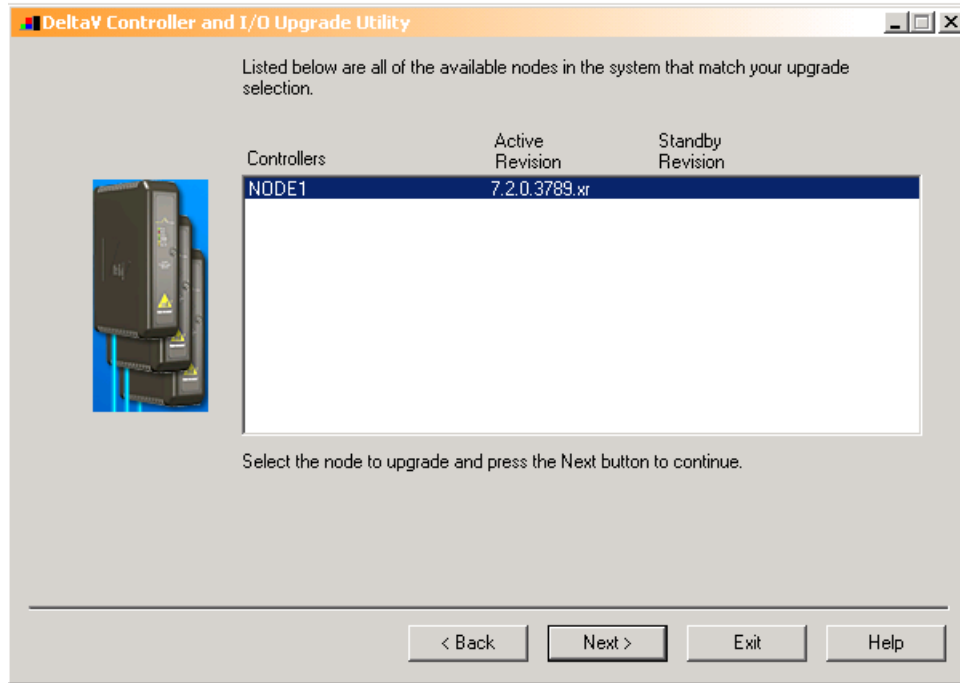 DeltaV Controller and I/O Upgrade Utility
Listed below are all of the available nodes in the system that match your upgrade
selection.
Controllers
Active
Revision
Standby
Revision
NODE1 7.2.0.3789.xr
Select the node to upgrade and press the Next button to continue.
< Back Next > Exit Help